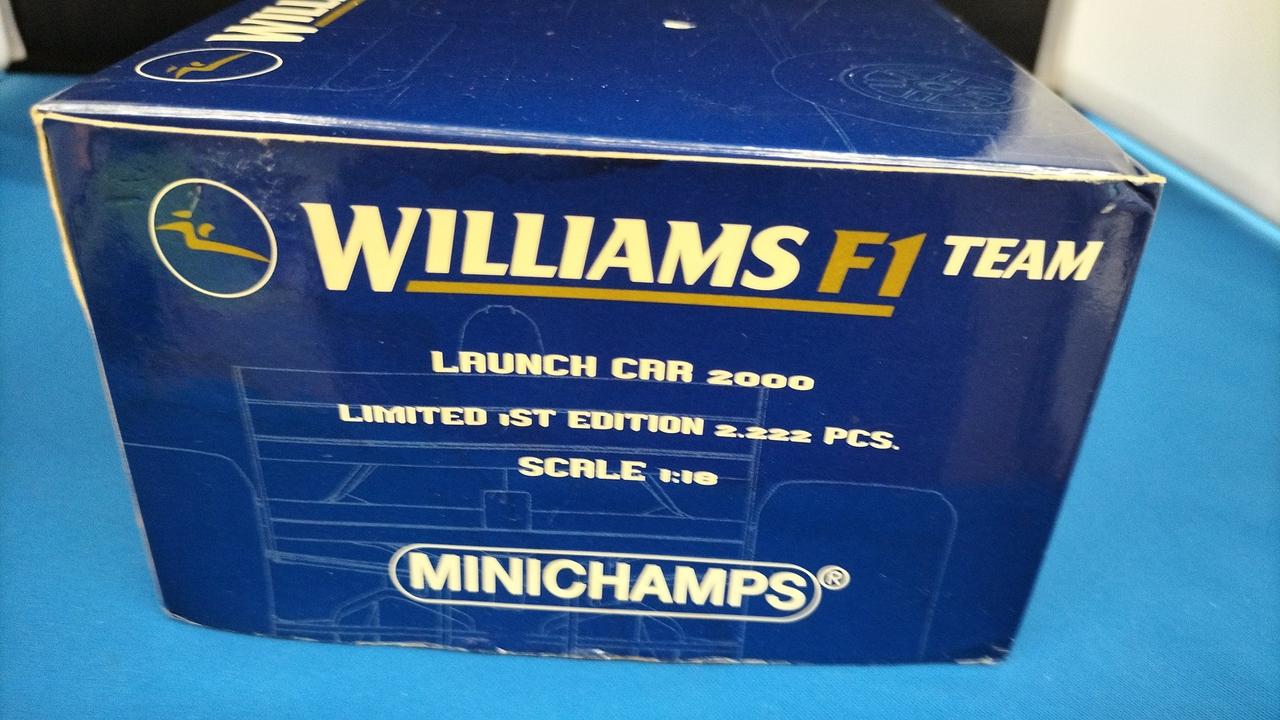 WILLIAMS F1 TEAM
LAUNCH CAR 2000
LIMITED 1ST EDITION 2.222 PCS.
SCALE 1:18
MINICHAMPS®